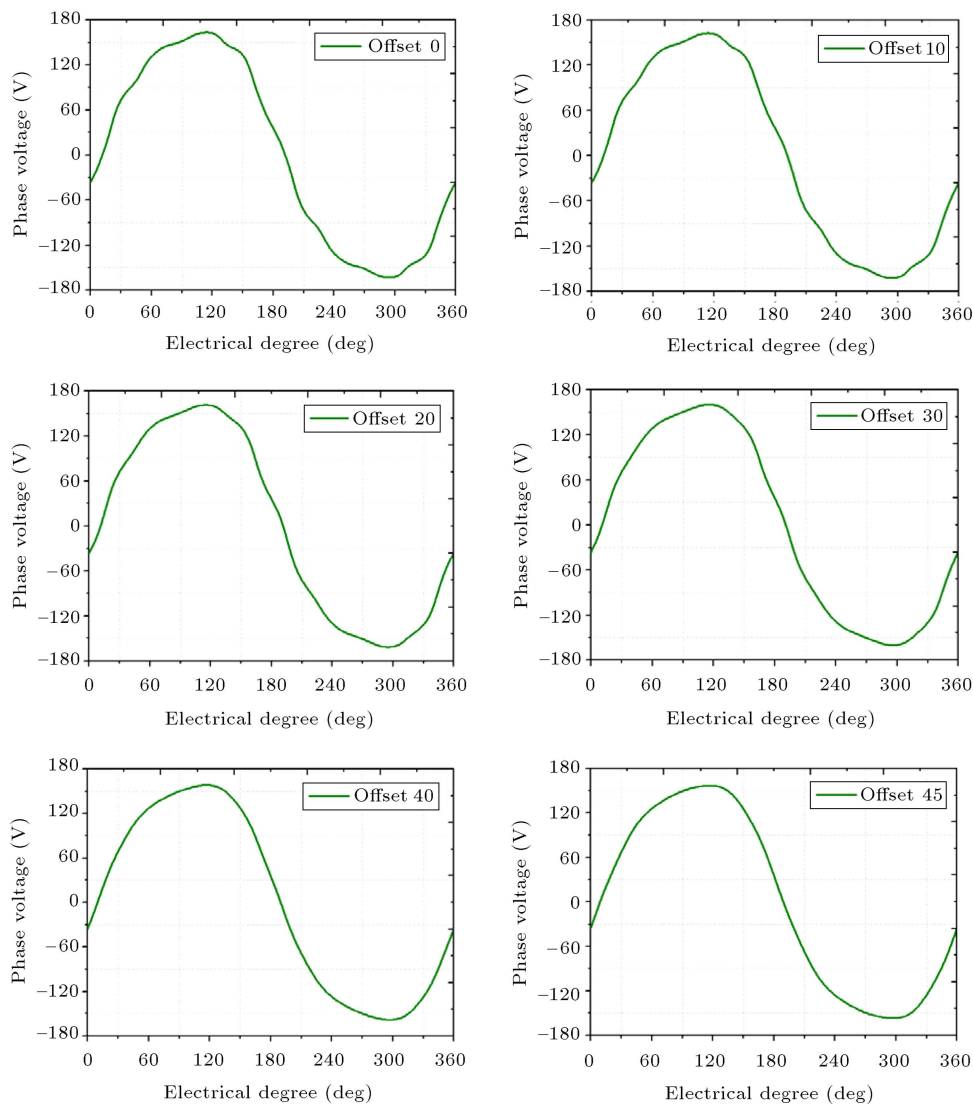 180
120
60
0
−60
−120
−180
Phase voltage (V)
Offset 0
0 60 120 180 240 300 360
Electrical degree (deg)
180
120
60
0
−60
−120
−180
Phase voltage (V)
Offset 10
0 60 120 180 240 300 360
Electrical degree (deg)
180
120
60
0
−60
−120
−180
Phase voltage (V)
Offset 20
0 60 120 180 240 300 360
Electrical degree (deg)
180
120
60
0
−60
−120
−180
Phase voltage (V)
Offset 30
0 60 120 180 240 300 360
Electrical degree (deg)
180
120
60
0
−60
−120
−180
Phase voltage (V)
Offset 40
0 60 120 180 240 300 360
Electrical degree (deg)
180
120
60
0
−60
−120
−180
Phase voltage (V)
Offset 45
0 60 120 180 240 300 360
Electrical degree (deg)